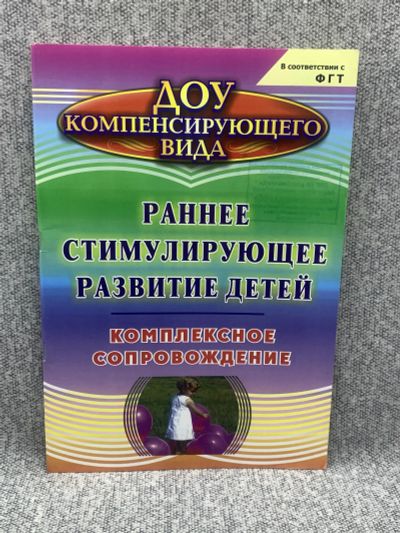 В соответствии с
ФГТ
ДОУ
КОМПЕНСИРУЮЩЕГО
ВИДА
РАННЕЕ
СТИМУЛИРУЮЩЕЕ
РАЗВИТИЕ ДЕТЕЙ
КОМПЛЕКСНОЕ
СОПРОВОЖДЕНИЕ